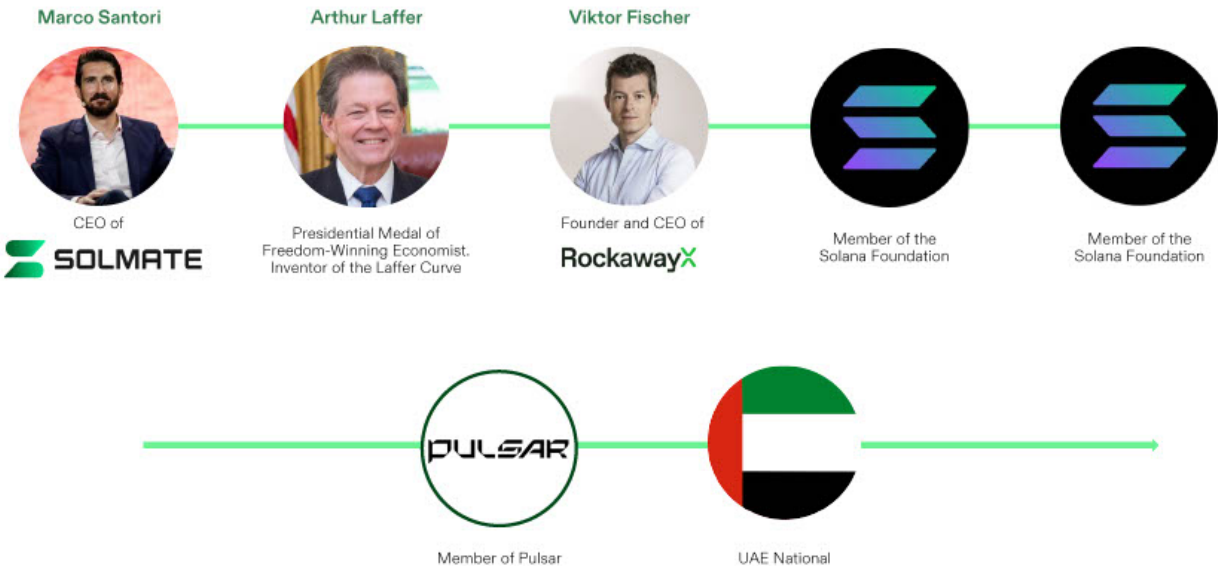 Marco Santori
Arthur Laffer
Viktor Fischer
CEO of
SOLMATE
Presidential Medal of
Freedom-Winning Economist.
Inventor of the Laffer Curve
Founder and CEO of
RockawayX
Member of the
Solana Foundation
Member of the
Solana Foundation
PULSAR
Member of Pulsar
UAE National